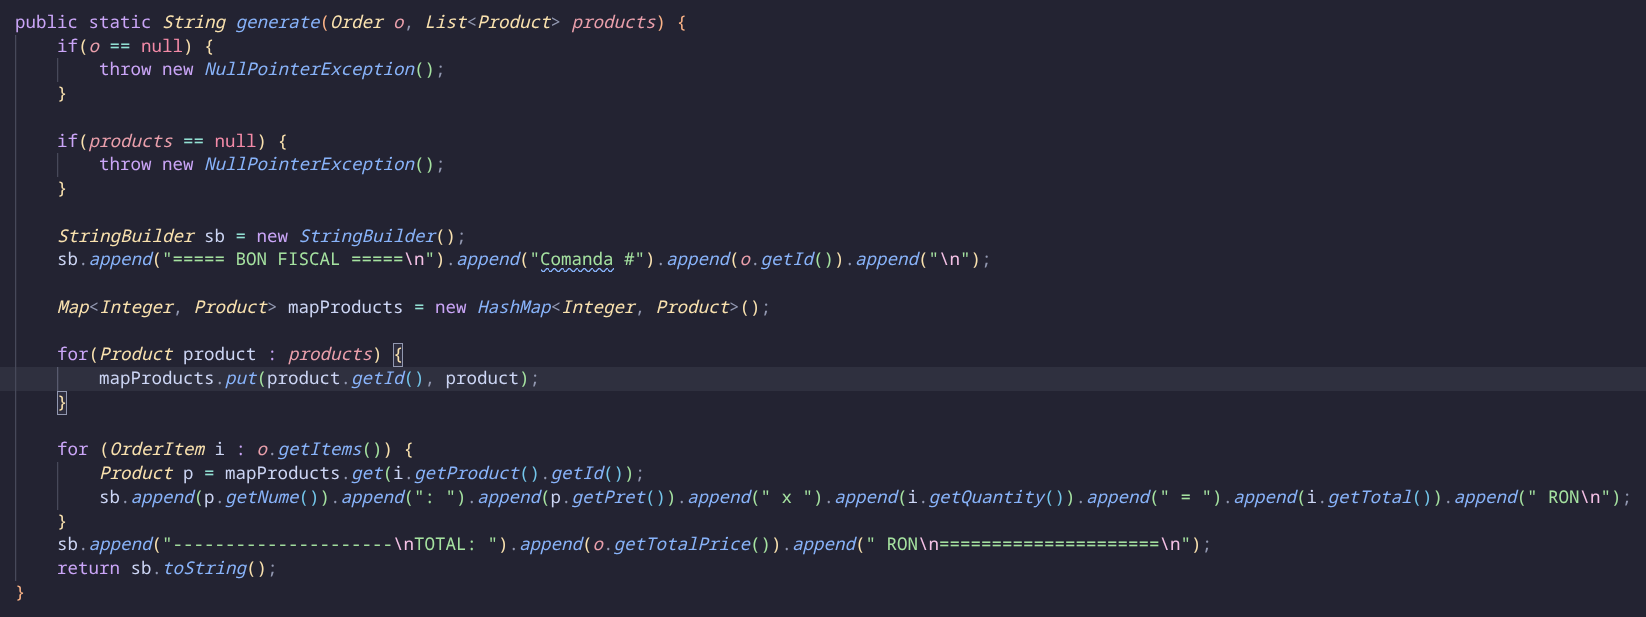 public static String generate(Order o, List<Product> products) {
    if(o == null) {
        throw new NullPointerException();
    }

    if(products == null) {
        throw new NullPointerException();
    }

    StringBuilder sb = new StringBuilder();
    sb.append("===== BON FISCAL =====\n").append("Comanda #").append(o.getId()).append("\n");

    Map<Integer, Product> mapProducts = new HashMap<Integer, Product>();

    for(Product product : products) {
        mapProducts.put(product.getId(), product);
    }

    for (OrderItem i : o.getItems()) {
        Product p = mapProducts.get(i.getProduct().getId());
        sb.append(p.getNume()).append(": ").append(p.getPret()).append(" x ").append(i.getQuantity()).append(" = ").append(i.getTotal()).append(" RON\n");
    }
    sb.append("---------------------\nTOTAL: ").append(o.getTotalPrice()).append(" RON\n=====================\n");
    return sb.toString();
}